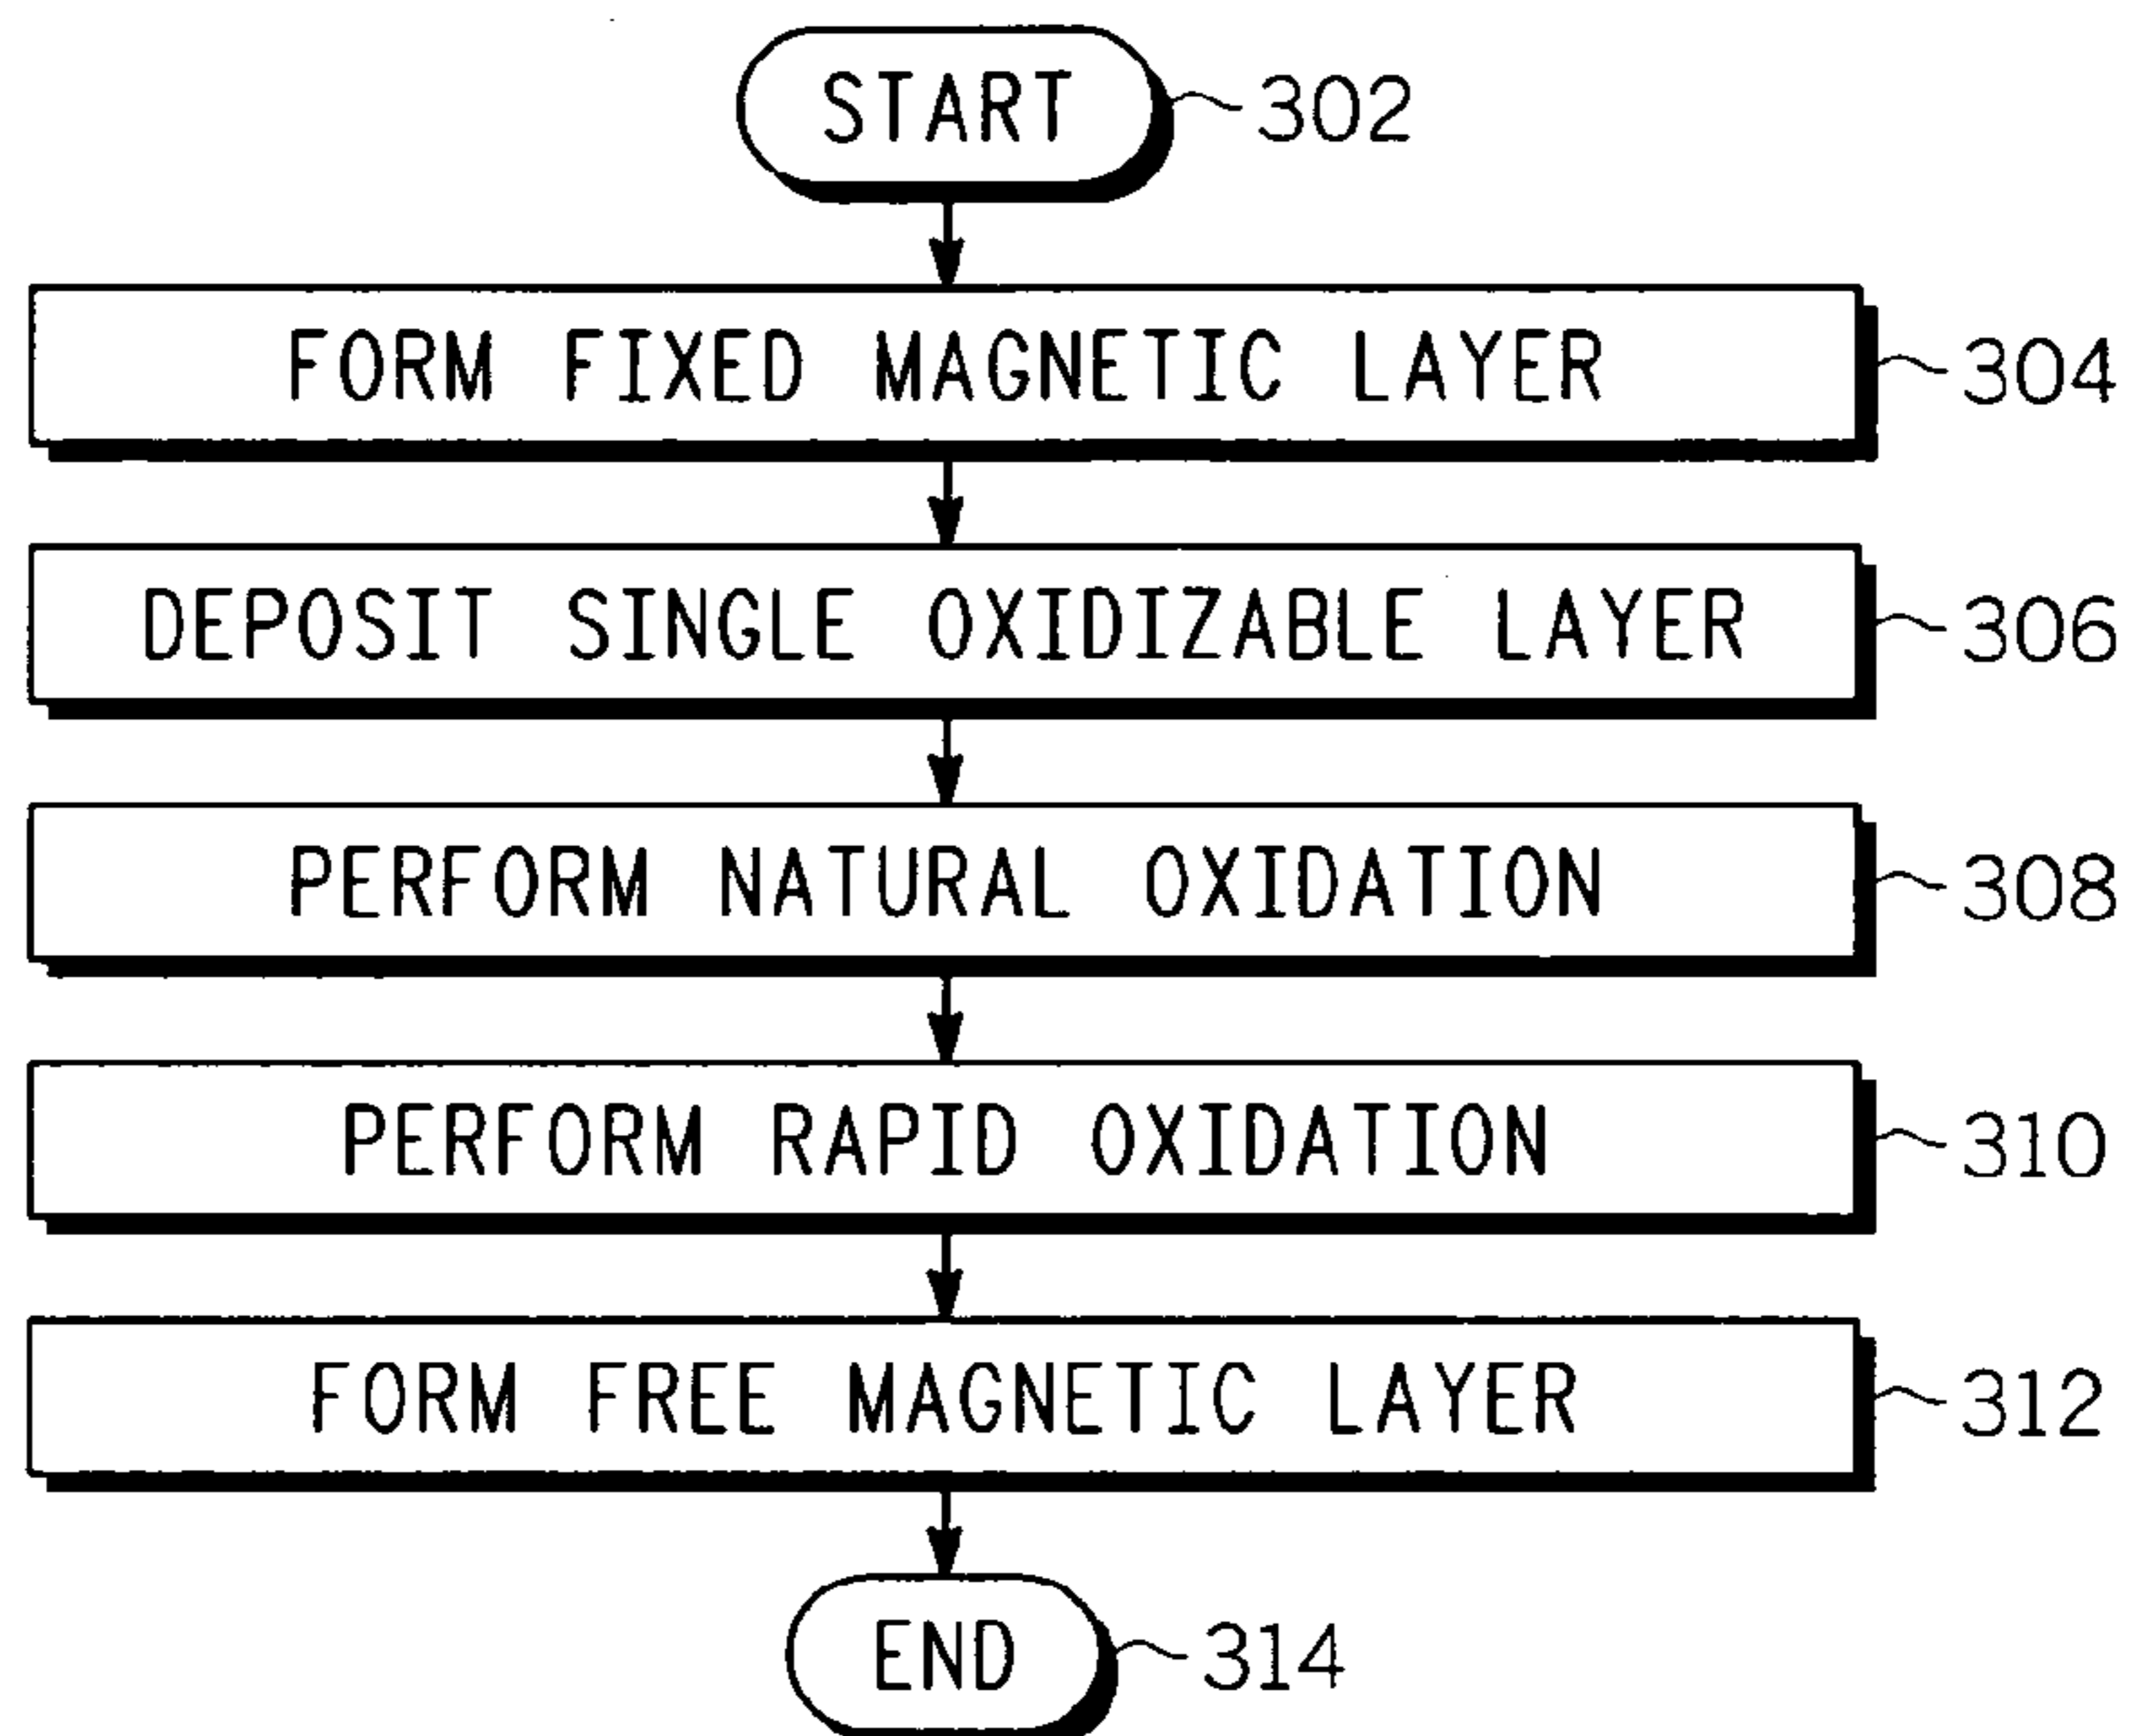 START 302
FORM FIXED MAGNETIC LAYER 304
DEPOSIT SINGLE OXIDIZABLE LAYER 306
PERFORM NATURAL OXIDATION 308
PERFORM RAPID OXIDATION 310
FORM FREE MAGNETIC LAYER 312
END 314